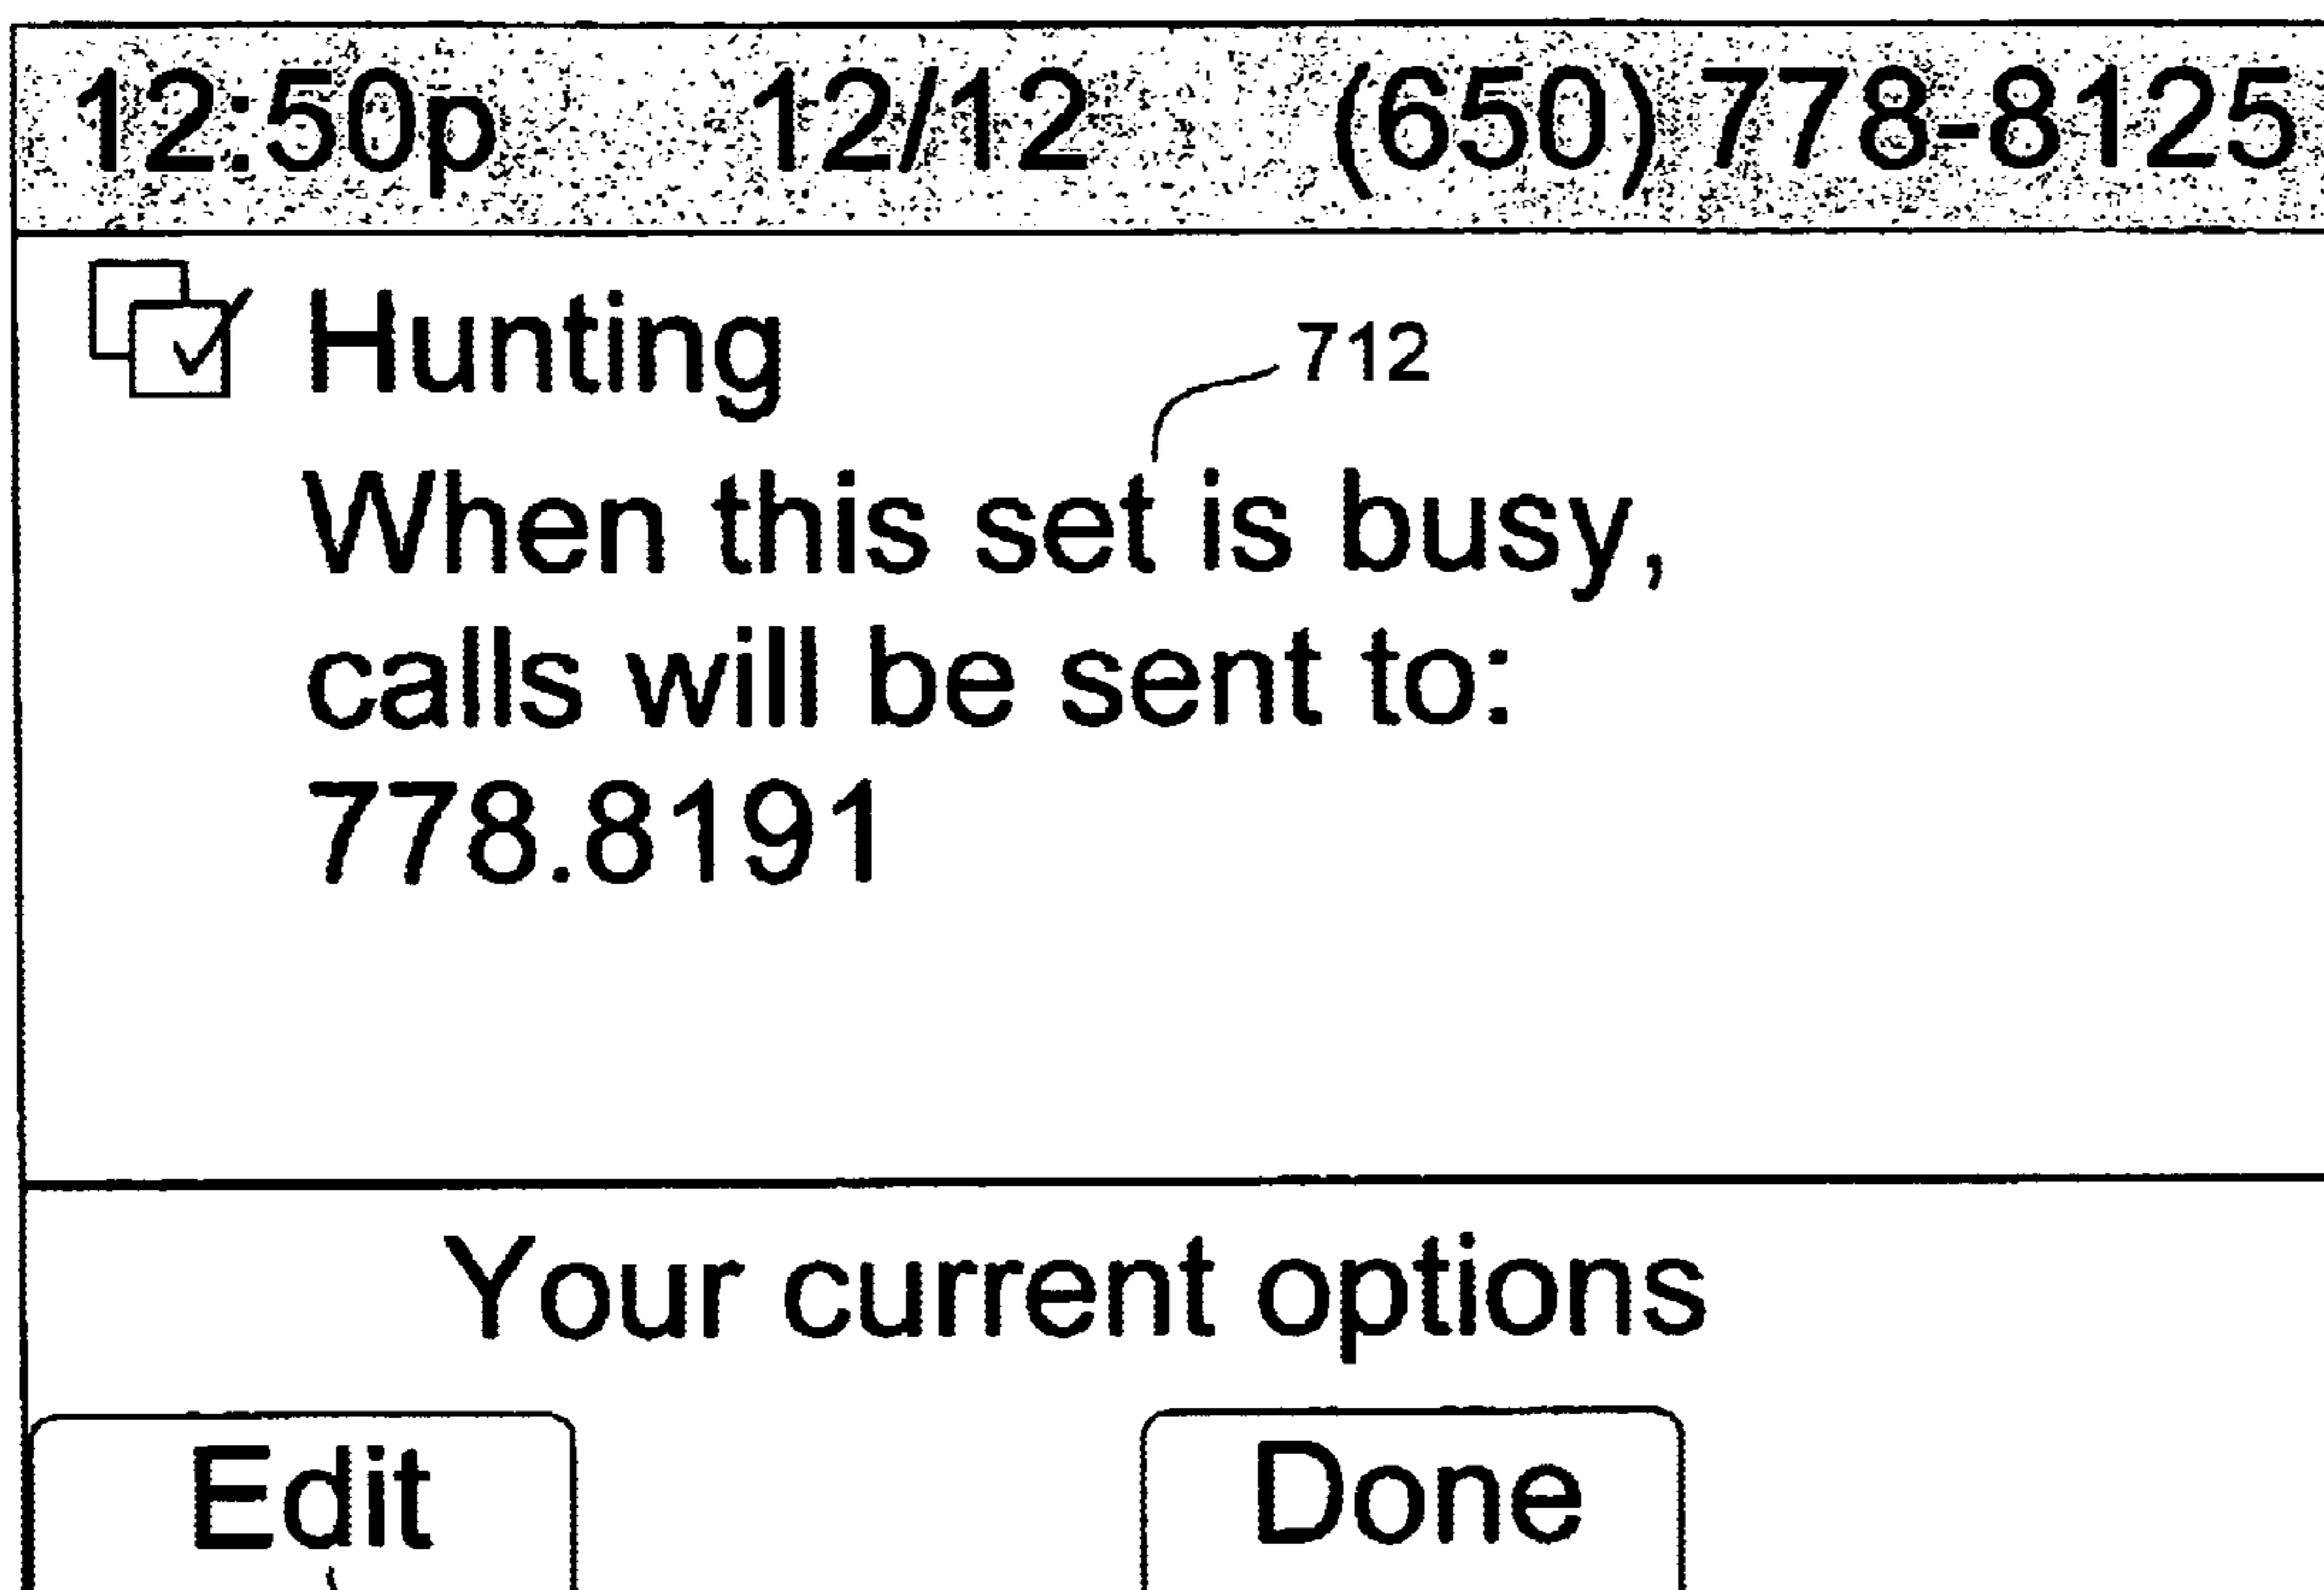 12:50p 12/12 (650) 778-8125
Hunting
712
When this set is busy,
calls will be sent to:
778.8191
Your current options
Edit Done